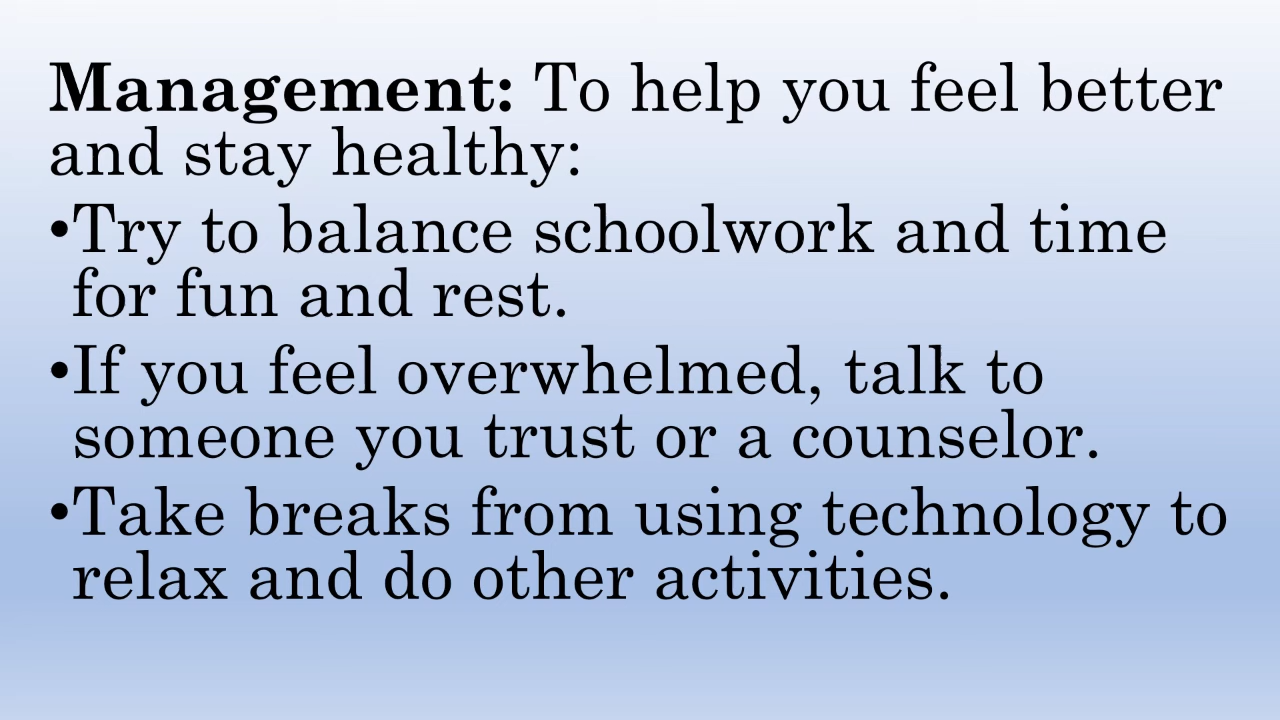 Management: To help you feel better
and stay healthy:
•Try to balance schoolwork and time
for fun and rest.
•If you feel overwhelmed, talk to
someone you trust or a counselor.
•Take breaks from using technology to
relax and do other activities.